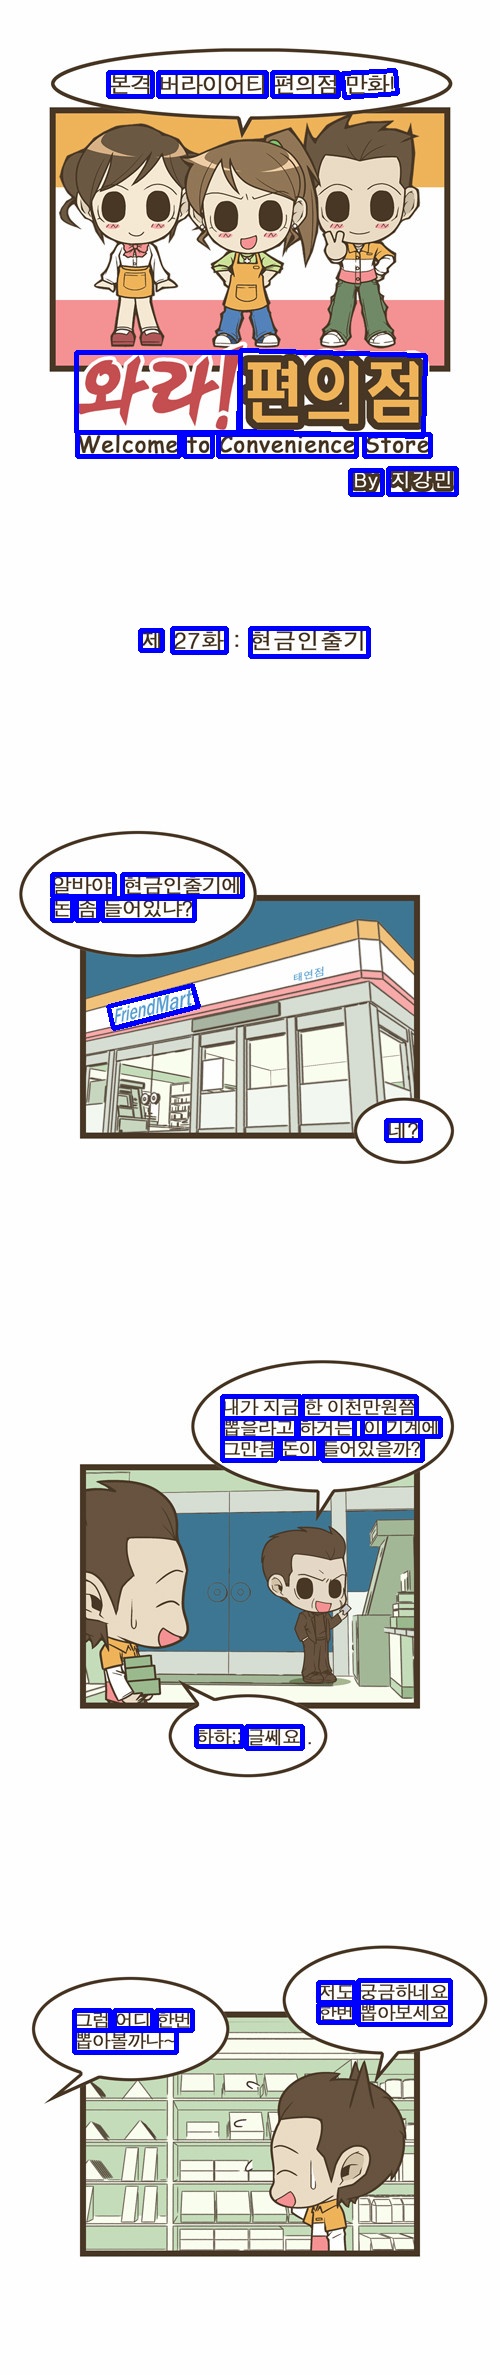 본격 버라이어티 편의점 만화!
와라! 편의점
Welcome to Convenience Store
By 지강민
제 27화 : 현금인출기
알바야 현금인출기에
돈 좀 들어있냐?
태연점
FriendMart
네?
내가 지금 한 이천만원쯤
뽑을라고 하거든 이 기계에
그만큼 돈이 들어있을까?
하하;; 글쎄요.
저도 궁금하네요
한번 뽑아보세요
그럼 어디 한번
뽑아볼까나~